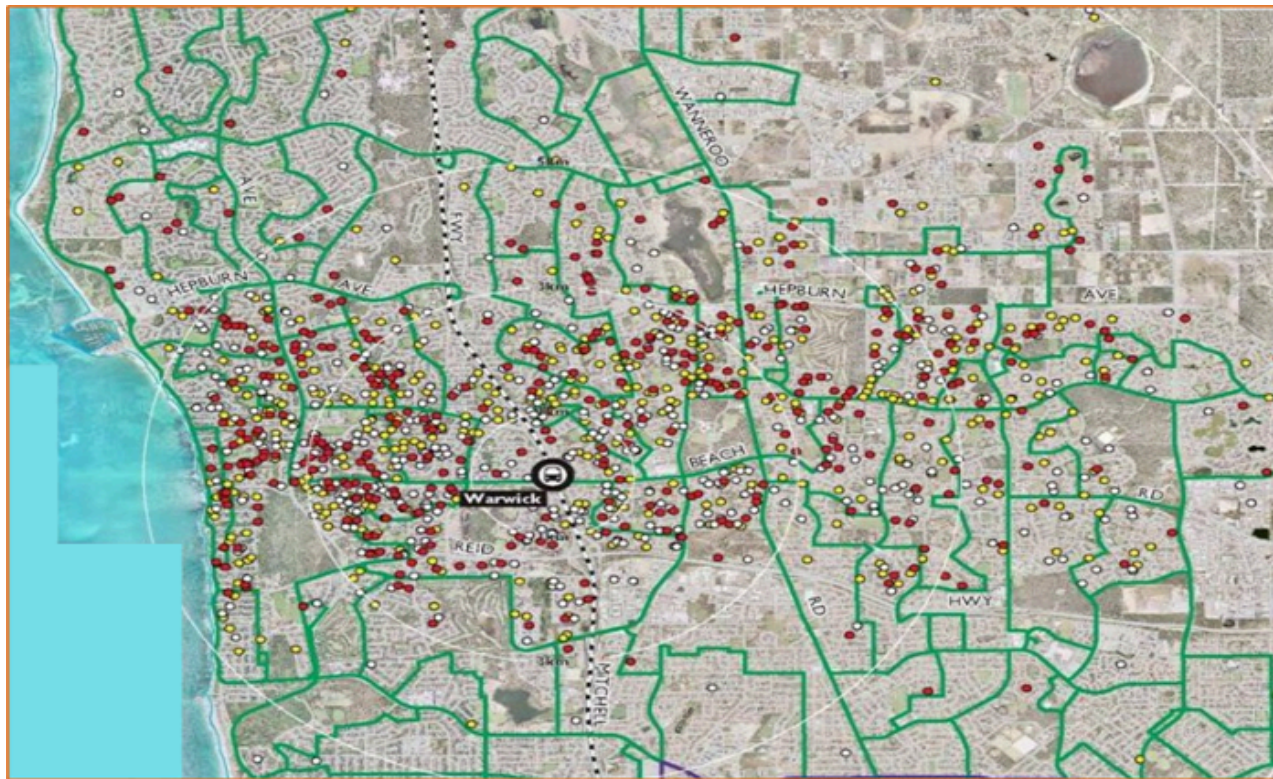 WANNEROO
5km
AVE
FWY
HEPBURN
AVE
3km
HEPBURN
AVE
BEACH
Warwick
RD
REID
HWY
RD
3km
MITCHELL